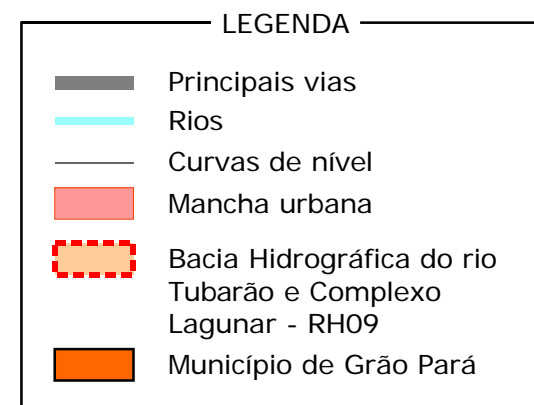 LEGENDA
Principais vias
Rios
Curvas de nível
Mancha urbana
Bacia Hidrográfica do rio
Tubarão e Complexo
Lagunar - RH09
Município de Grão Pará